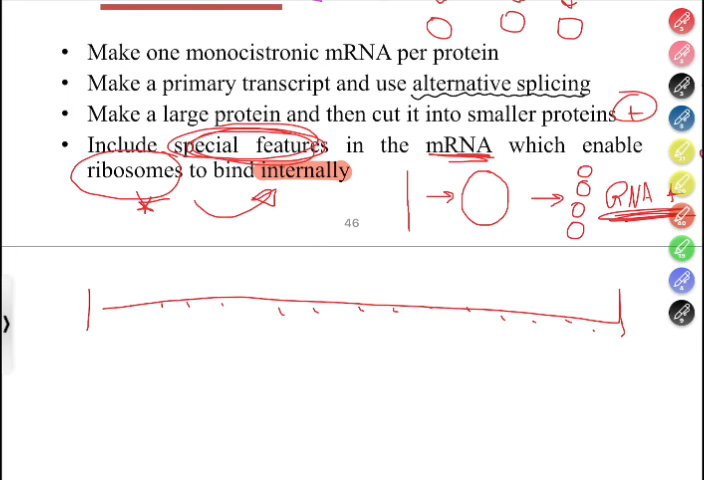 • Make one monocistronic mRNA per protein
• Make a primary transcript and use alternative splicing
• Make a large protein and then cut it into smaller proteins +
• Include special features in the mRNA which enable
ribosomes to bind internally
RNA +
46